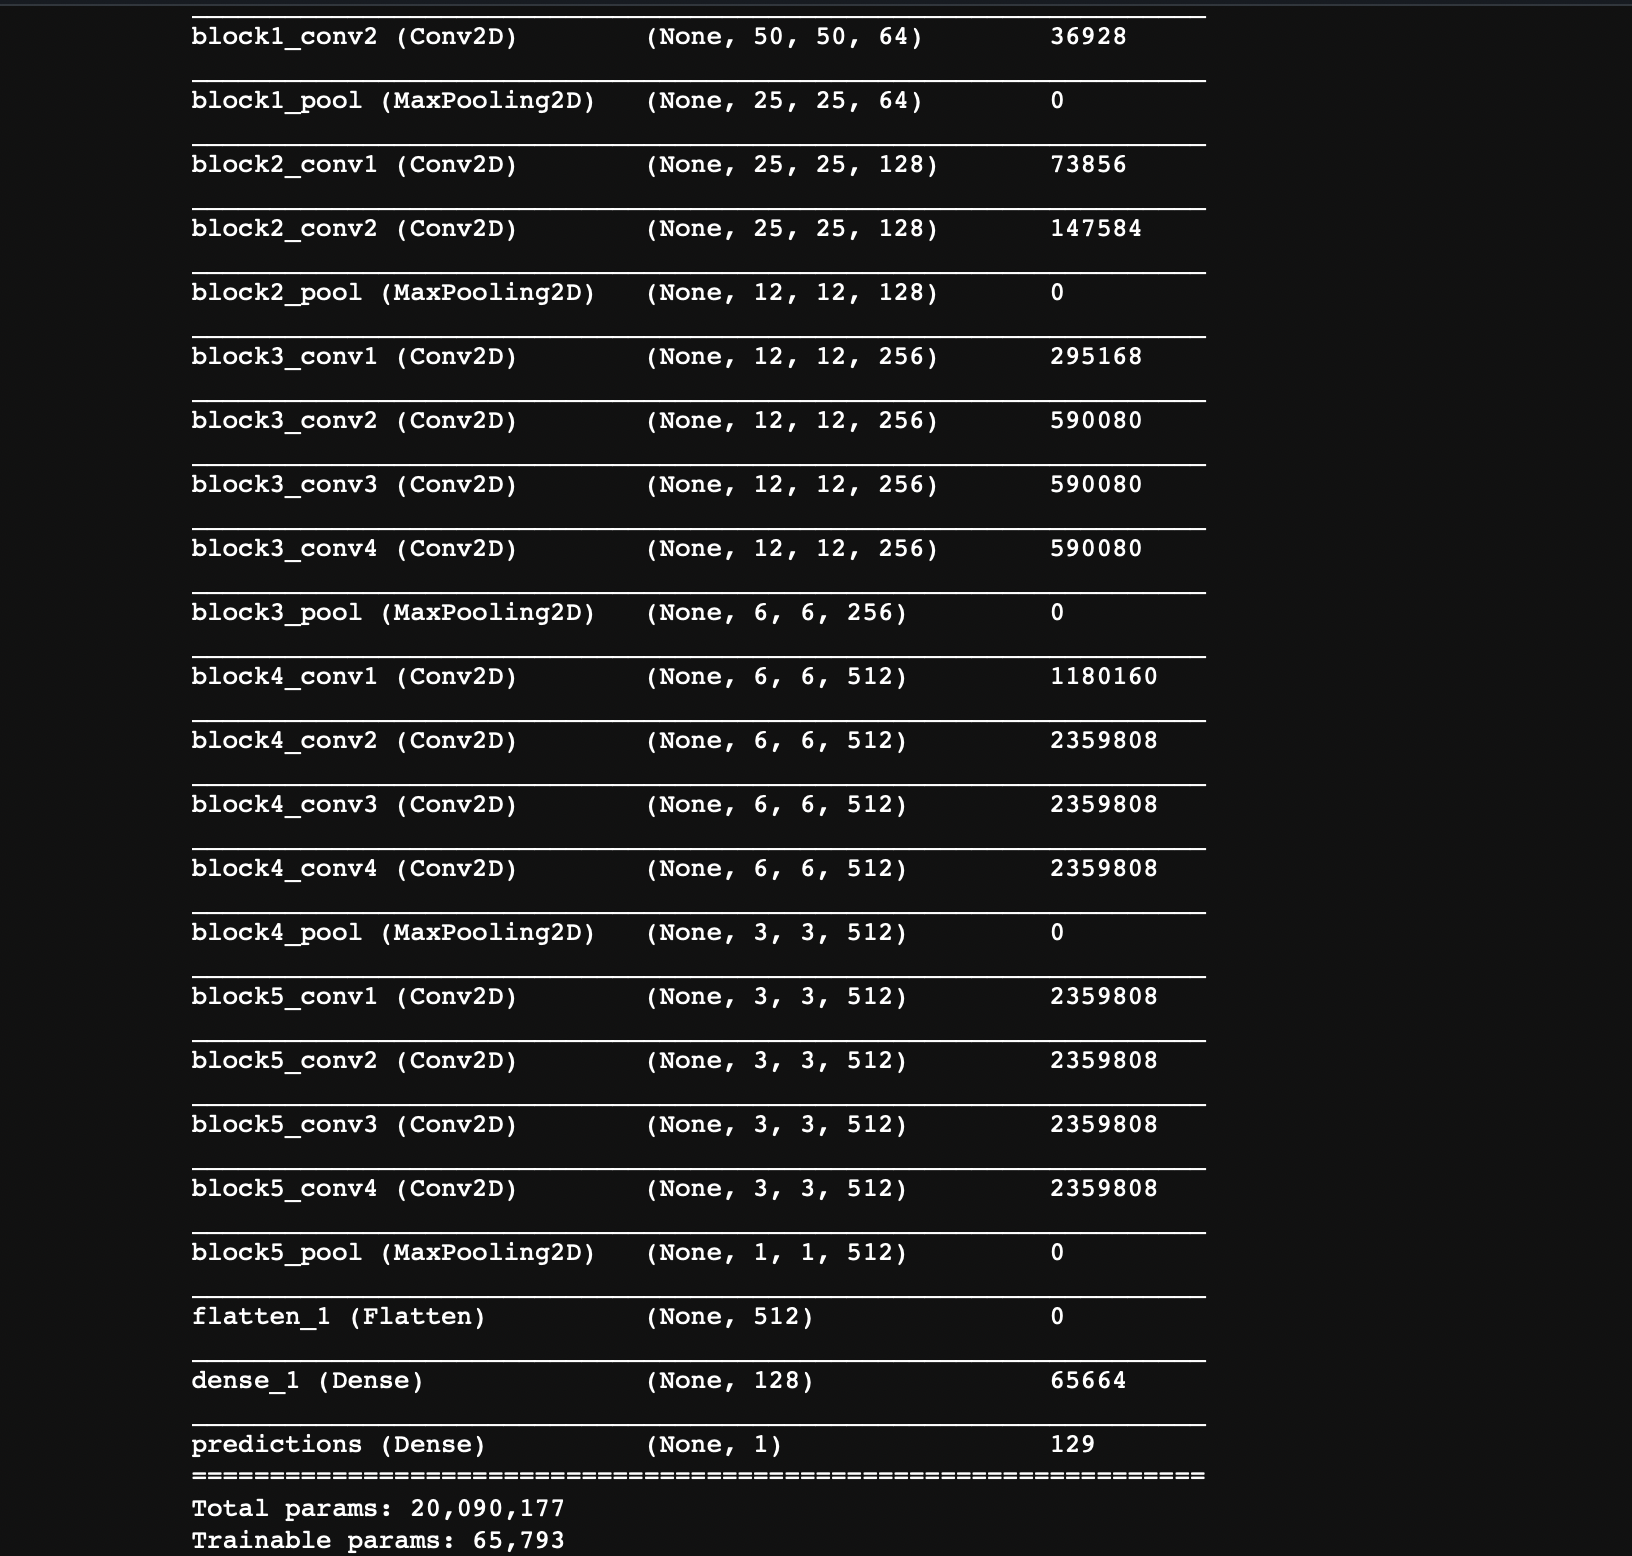 block1_conv2 (Conv2D) (None, 50, 50, 64) 36928
block1_pool (MaxPooling2D) (None, 25, 25, 64) 0
block2_conv1 (Conv2D) (None, 25, 25, 128) 73856
block2_conv2 (Conv2D) (None, 25, 25, 128) 147584
block2_pool (MaxPooling2D) (None, 12, 12, 128) 0
block3_conv1 (Conv2D) (None, 12, 12, 256) 295168
block3_conv2 (Conv2D) (None, 12, 12, 256) 590080
block3_conv3 (Conv2D) (None, 12, 12, 256) 590080
block3_conv4 (Conv2D) (None, 12, 12, 256) 590080
block3_pool (MaxPooling2D) (None, 6, 6, 256) 0
block4_conv1 (Conv2D) (None, 6, 6, 512) 1180160
block4_conv2 (Conv2D) (None, 6, 6, 512) 2359808
block4_conv3 (Conv2D) (None, 6, 6, 512) 2359808
block4_conv4 (Conv2D) (None, 6, 6, 512) 2359808
block4_pool (MaxPooling2D) (None, 3, 3, 512) 0
block5_conv1 (Conv2D) (None, 3, 3, 512) 2359808
block5_conv2 (Conv2D) (None, 3, 3, 512) 2359808
block5_conv3 (Conv2D) (None, 3, 3, 512) 2359808
block5_conv4 (Conv2D) (None, 3, 3, 512) 2359808
block5_pool (MaxPooling2D) (None, 1, 1, 512) 0
flatten_1 (Flatten) (None, 512) 0
dense_1 (Dense) (None, 128) 65664
predictions (Dense) (None, 1) 129
=================================================================
Total params: 20,090,177
Trainable params: 65,793